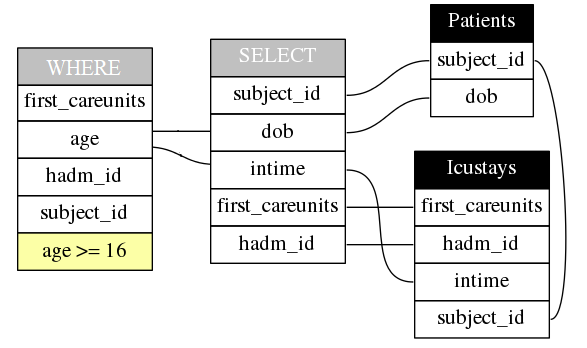 WHERE
first_careunits
age
hadm_id
subject_id
age >= 16
SELECT
subject_id
dob
intime
first_careunits
hadm_id
Patients
subject_id
dob
Icustays
first_careunits
hadm_id
intime
subject_id